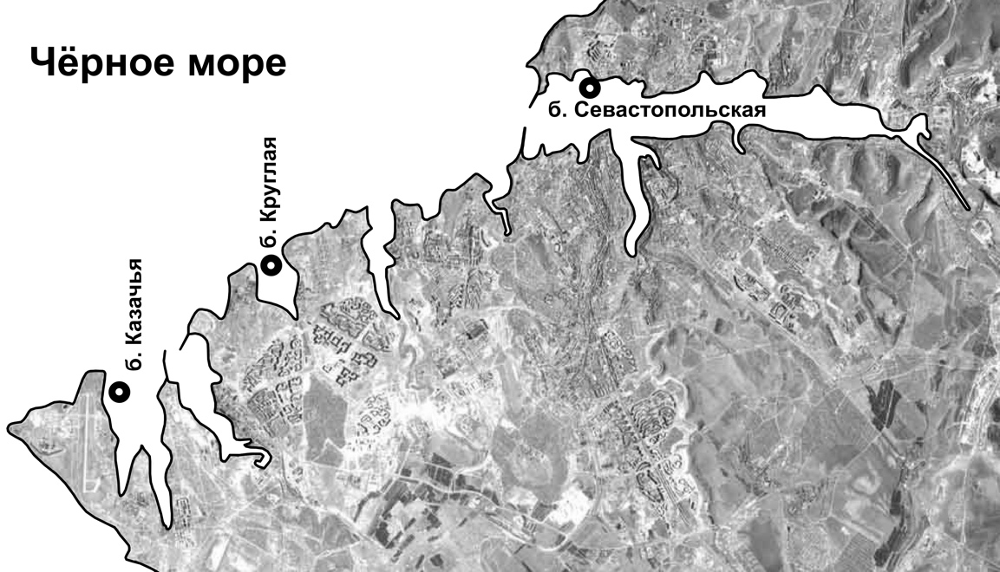 Чёрное море
б. Севастопольская
б. Круглая
б. Казачья